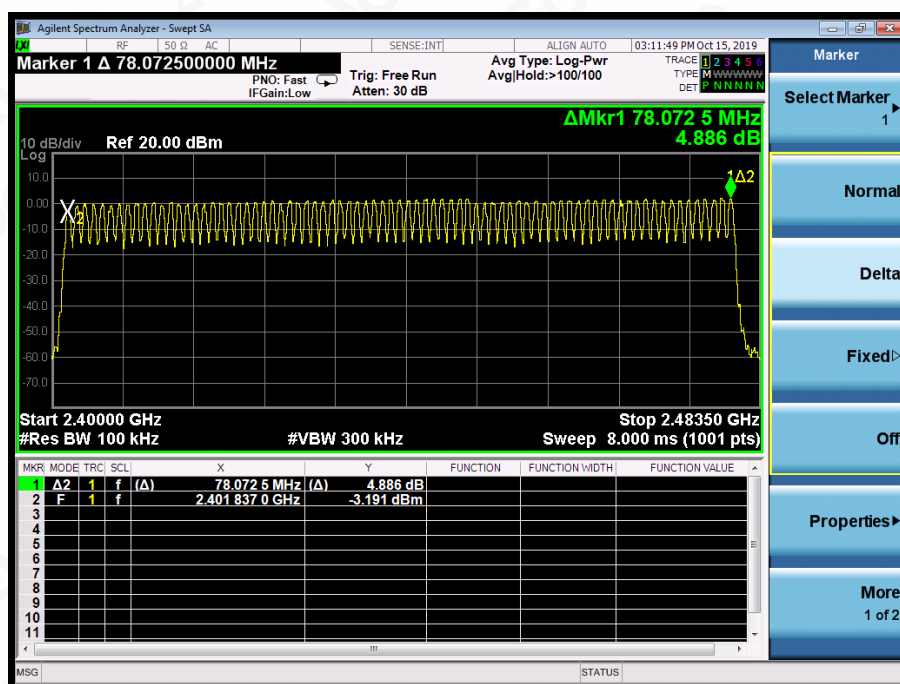 Agilent Spectrum Analyzer - Swept SA
LXI RF 50 Ω AC SENSE:INT ALIGN AUTO 03:11:49 PM Oct 15, 2019
Marker 1 Δ 78.072500000 MHz
PNO: Fast
IFGain:Low
Trig: Free Run
Atten: 30 dB
Avg Type: Log-Pwr
Avg|Hold:>100/100
TRACE 1 2 3 4 5 6
TYPE M WWWWW
DET P N N N N N
ΔMkr1 78.072 5 MHz
4.886 dB
10 dB/div Ref 20.00 dBm
Log
10.0
0.00
-10.0
-20.0
-30.0
-40.0
-50.0
-60.0
-70.0
X2
1Δ2
Start 2.40000 GHz Stop 2.48350 GHz
#Res BW 100 kHz #VBW 300 kHz Sweep 8.000 ms (1001 pts)
MKR MODE TRC SCL X Y FUNCTION FUNCTION WIDTH FUNCTION VALUE
1 Δ2 1 f (Δ) 78.072 5 MHz (Δ) 4.886 dB
2 F 1 f 2.401 837 0 GHz -3.191 dBm
3
4
5
6
7
8
9
10
11
MSG STATUS
Marker
Select Marker
1
Normal
Delta
Fixed
Off
Properties
More
1 of 2